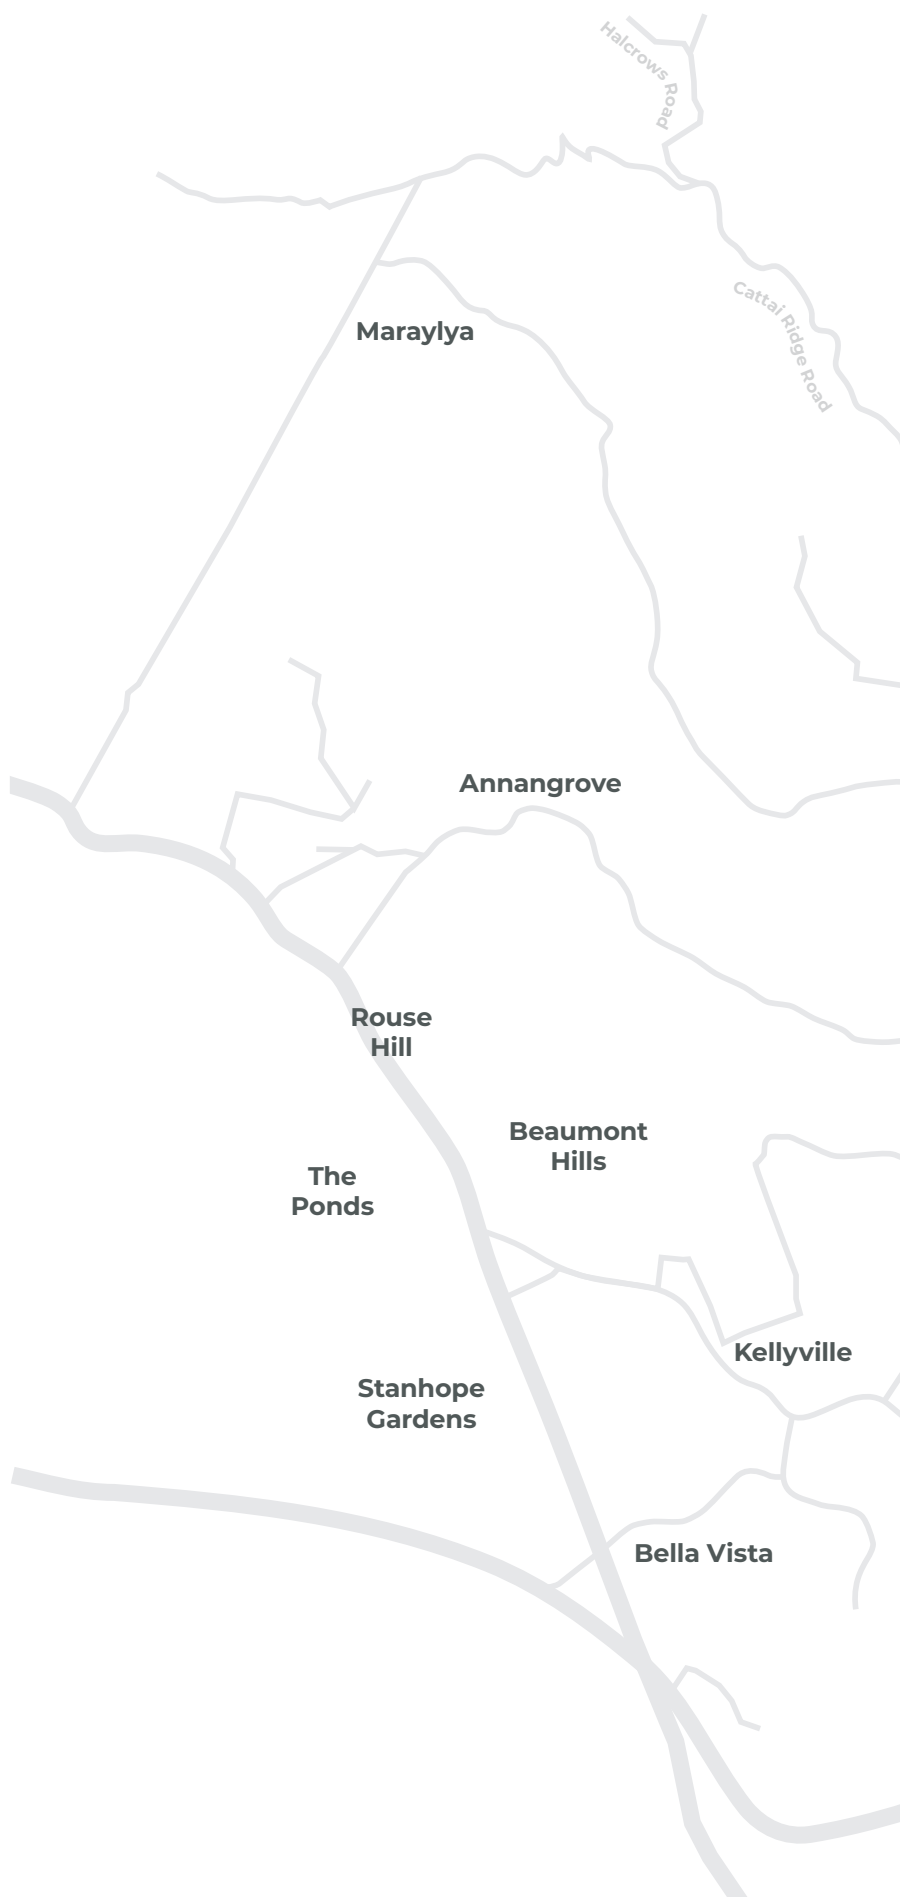 Halcrows Road
Cattai Ridge Road
Maraylya
Annangrove
Rouse
Hill
Beaumont
Hills
The
Ponds
Kellyville
Stanhope
Gardens
Bella Vista